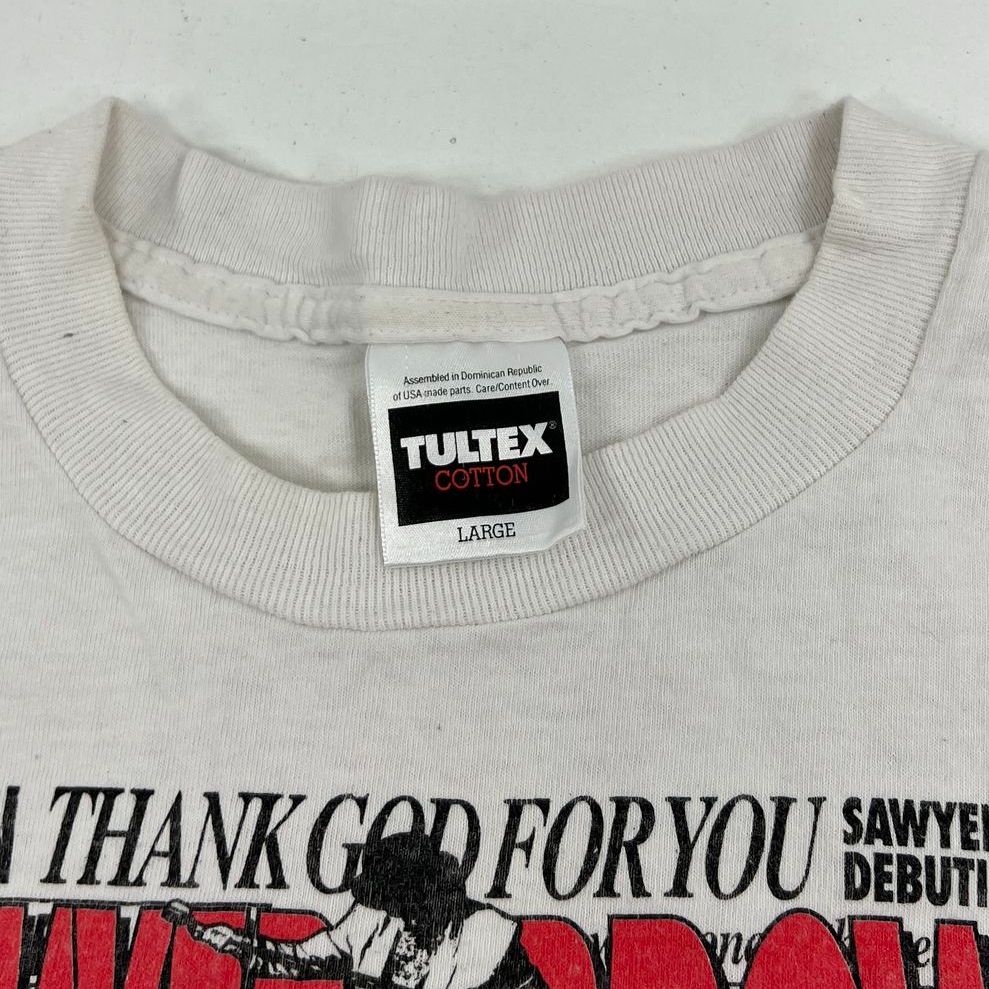 Assembled in Dominican Republic
of USA made parts. Care/Content Over.
TULTEX®
COTTON
LARGE
THANK GOD FOR YOU
SAWYE
DEBUTI